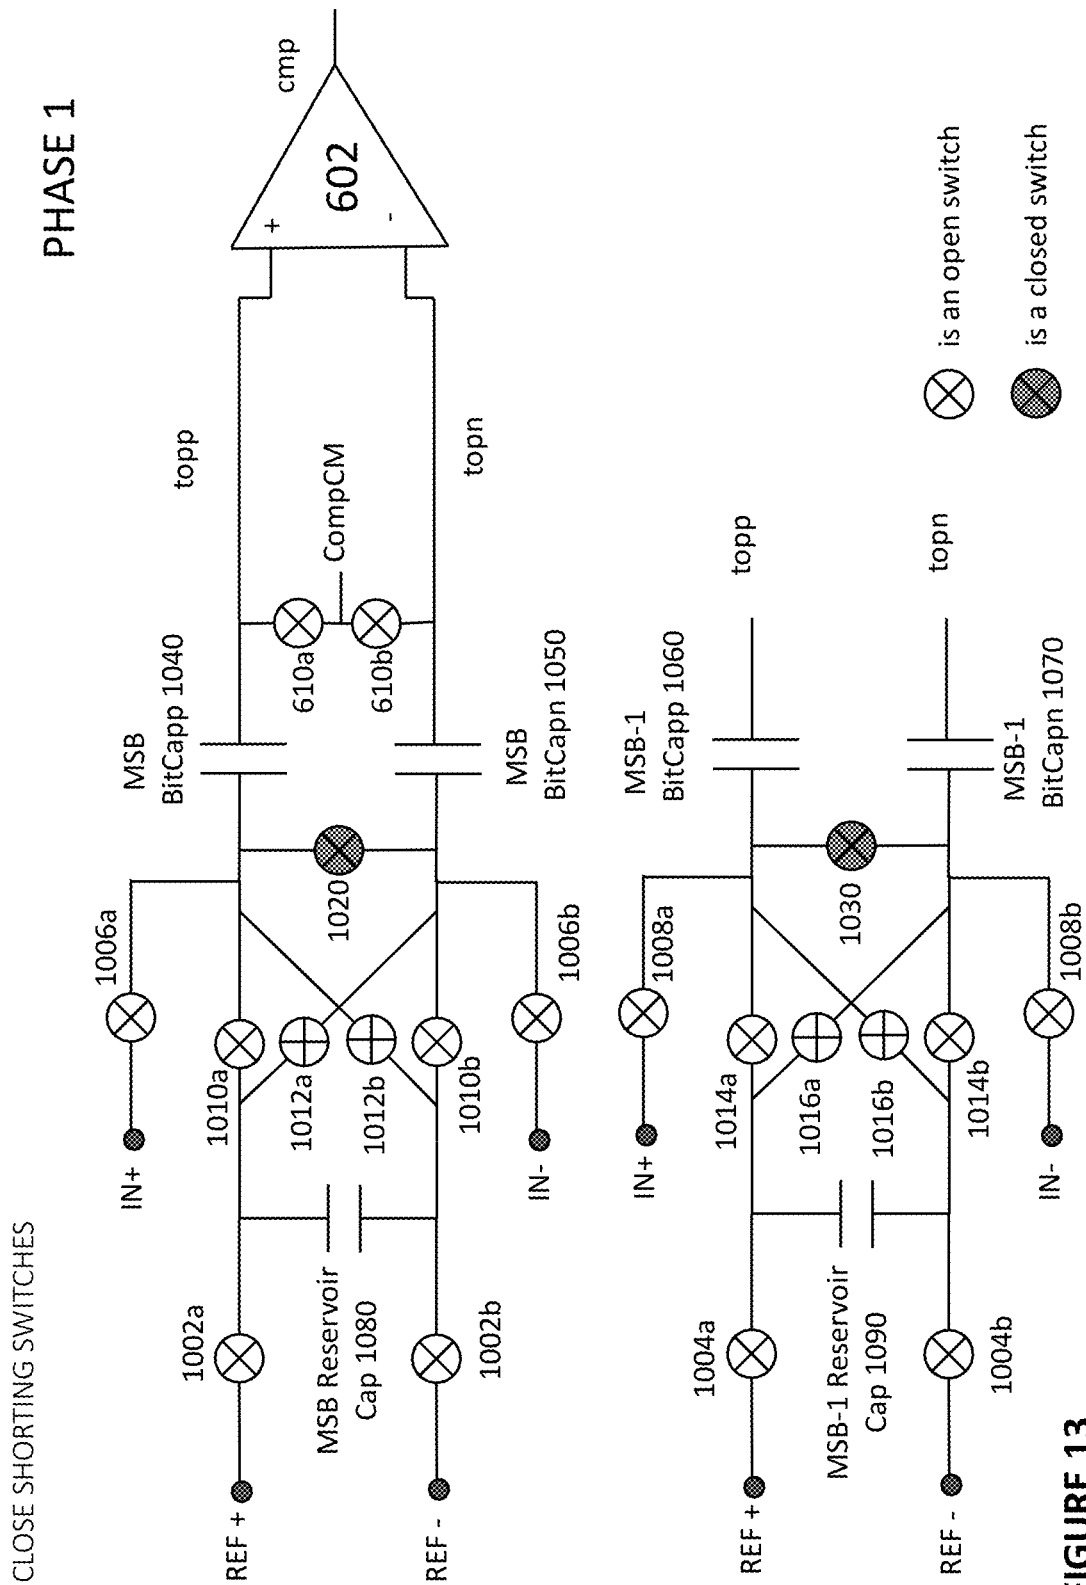 CLOSE SHORTING SWITCHES
PHASE 1
1006a
IN+
cmp
topp
MSB
BitCapp 1040
1002a
1010a
REF +
+
602
-
610a
CompCM
610b
1012a
1020
1012b
MSB Reservoir
Cap 1080
REF -
1002b
1010b
topn
MSB
BitCapn 1050
IN-
1006b
IN+
1008a
MSB-1
BitCapp 1060
topp
1004a
1014a
REF +
1016a
1030
1016b
MSB-1 Reservoir
Cap 1090
REF -
1004b
1014b
topn
MSB-1
BitCapn 1070
IN-
1008b
is an open switch
is a closed switch
FIGURE 13